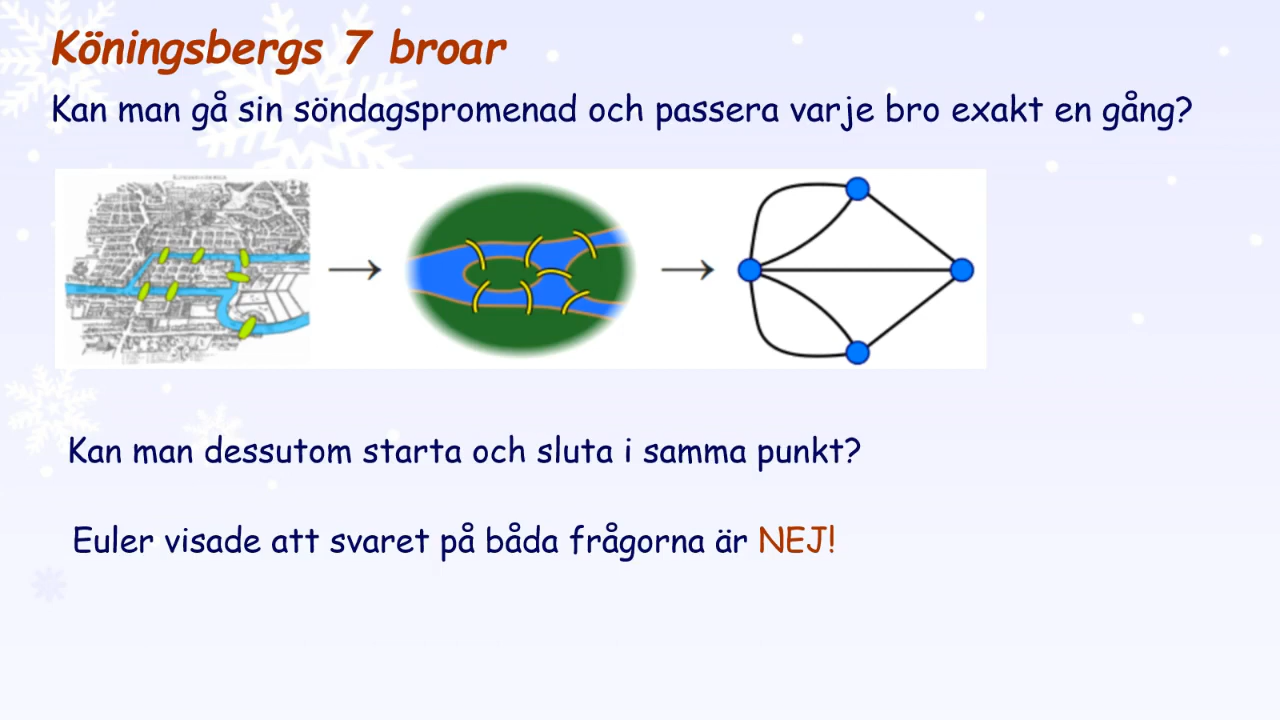 Köningsbergs 7 broar
Kan man gå sin söndagspromenad och passera varje bro exakt en gång?
Kan man dessutom starta och sluta i samma punkt?
Euler visade att svaret på båda frågorna är NEJ!